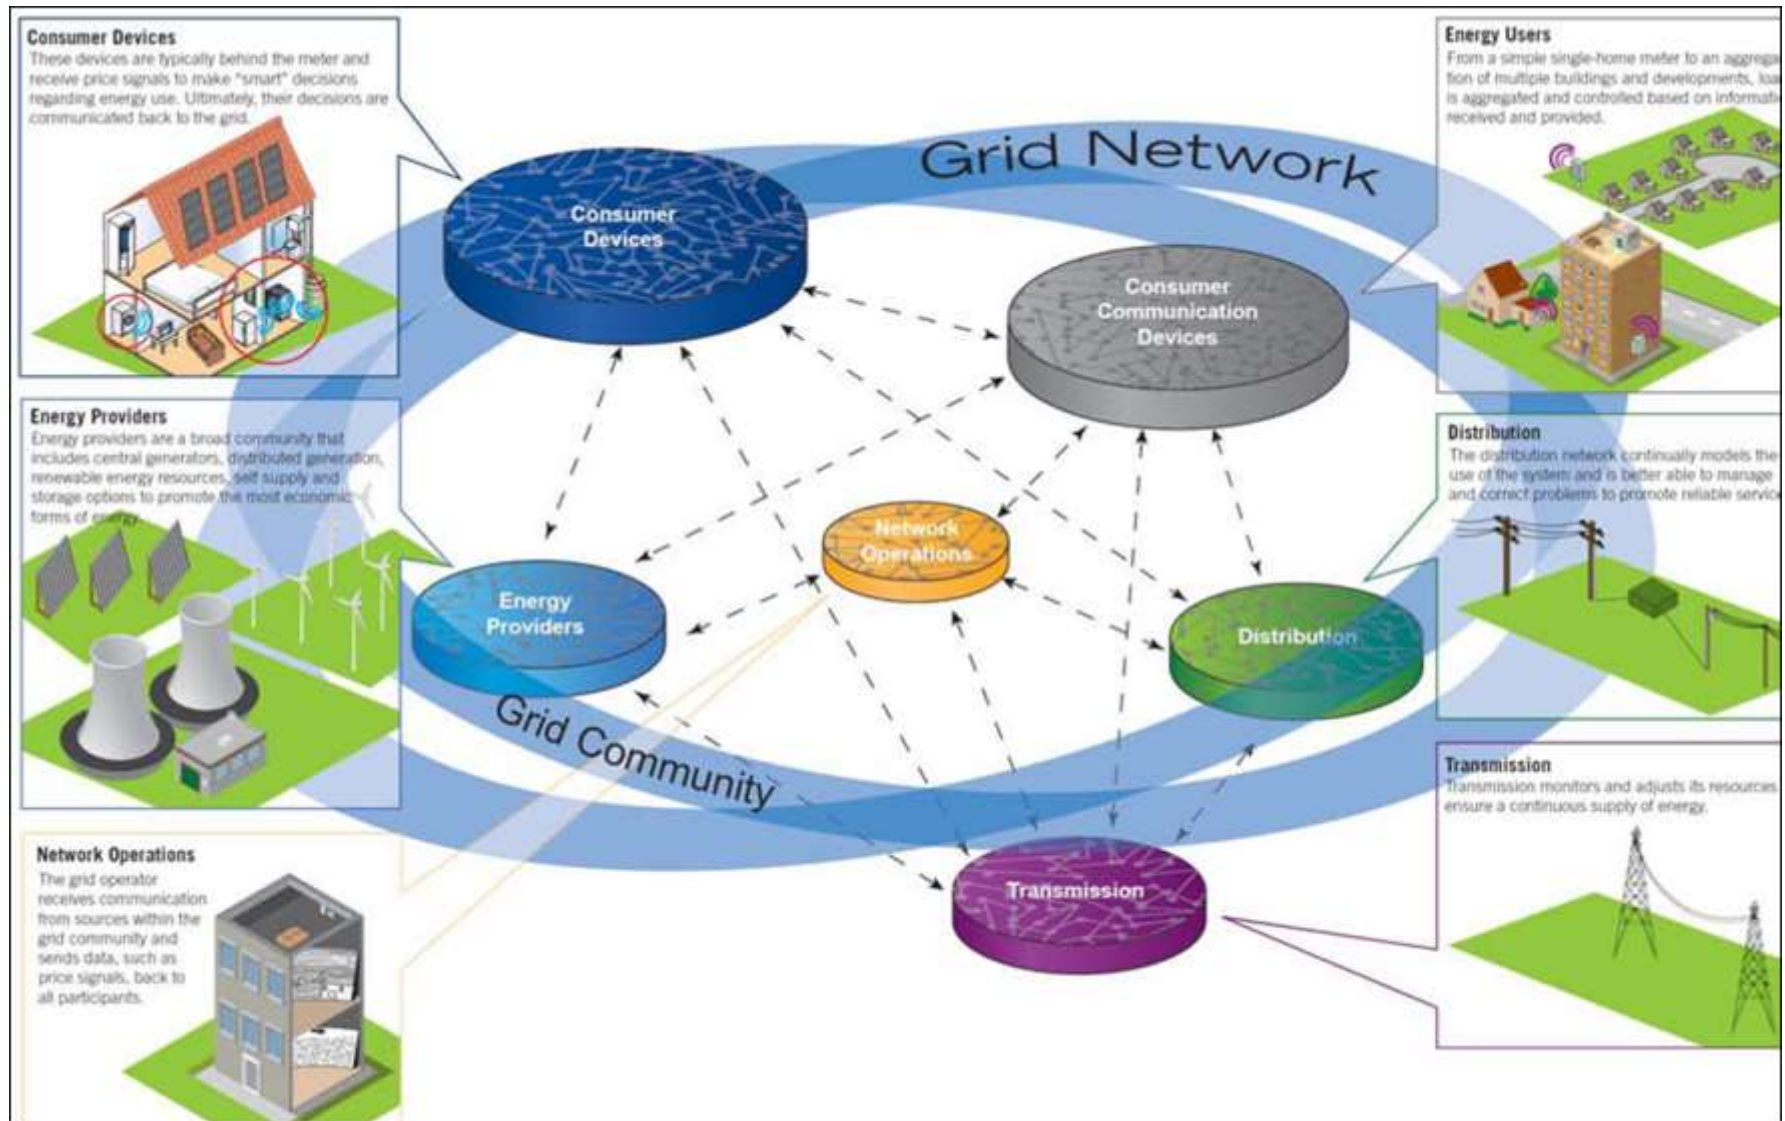 Consumer Devices
These devices are typically behind the meter and
receive price signals to make "smart" decisions
regarding energy use. Ultimately, their decisions are
communicated back to the grid.
Energy Providers
Energy providers are a broad community that
includes central generators, distributed generation,
renewable energy resources, self supply and
storage options to promote the most economic
forms of energy.
Network Operations
The grid operator
receives communication
from sources within the
grid community and
sends data, such as
price signals, back to
all participants.
Grid Network
Consumer
Devices
Consumer
Communication
Devices
Network
Operations
Energy
Providers
Distribution
Grid Community
Transmission
Energy Users
From a simple single-home meter to an aggrega
tion of multiple buildings and developments, loa
is aggregated and controlled based on informati
received and provided.
Distribution
The distribution network continually models the
use of the system and is better able to manage
and correct problems to promote reliable service
Transmission
Transmission monitors and adjusts its resources
ensure a continuous supply of energy.